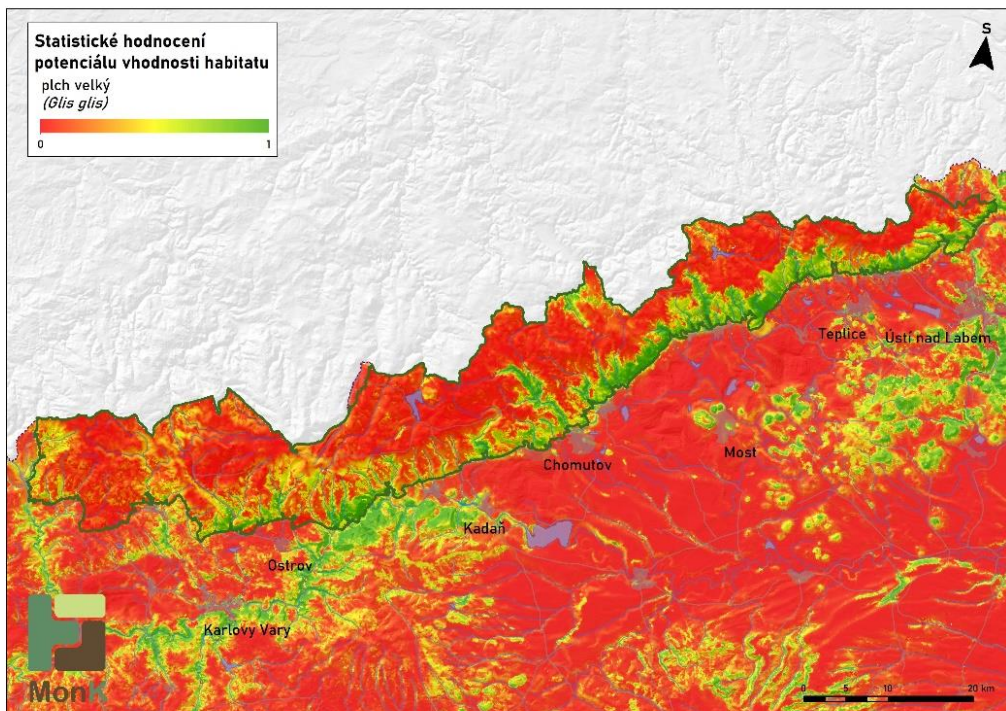 Statistické hodnocení
potenciálu vhodnosti habitatu
plch velký
(Glis glis)
0 1
S
Teplice
Ústí nad Labem
Most
Chomutov
Kadaň
Ostrov
Karlovy Vary
MonK
0 5 10 20 km